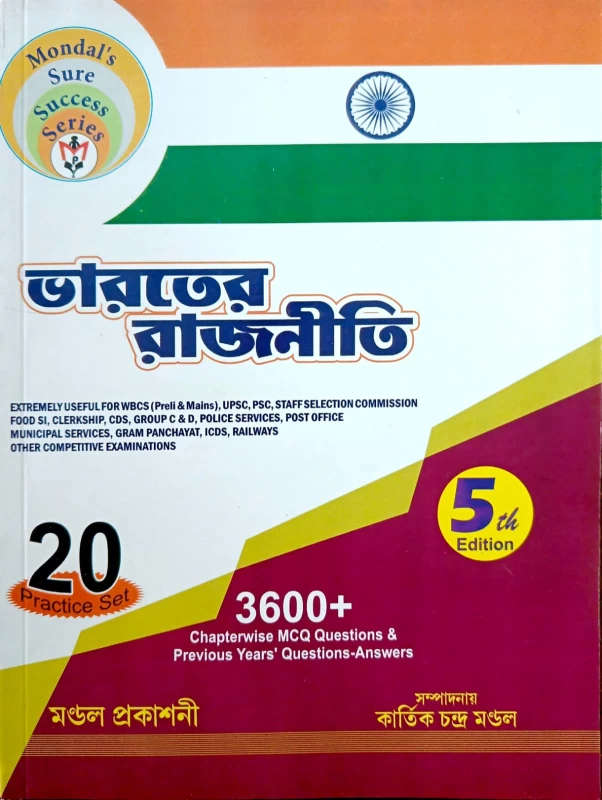 Mondal's
Sure
Success
Series
ভারতের
রাজনীতি
EXTREMELY USEFUL FOR WBCS (Preli & Mains), UPSC, PSC, STAFF SELECTION COMMISSION
FOOD SI, CLERKSHIP, CDS, GROUP C & D, POLICE SERVICES, POST OFFICE
MUNICIPAL SERVICES, GRAM PANCHAYAT, ICDS, RAILWAYS
OTHER COMPETITIVE EXAMINATIONS
5th
Edition
20
Practice Set
3600+
Chapterwise MCQ Questions &
Previous Years' Questions-Answers
মণ্ডল প্রকাশনী
সম্পাদনায়
কার্তিক চন্দ্র মণ্ডল